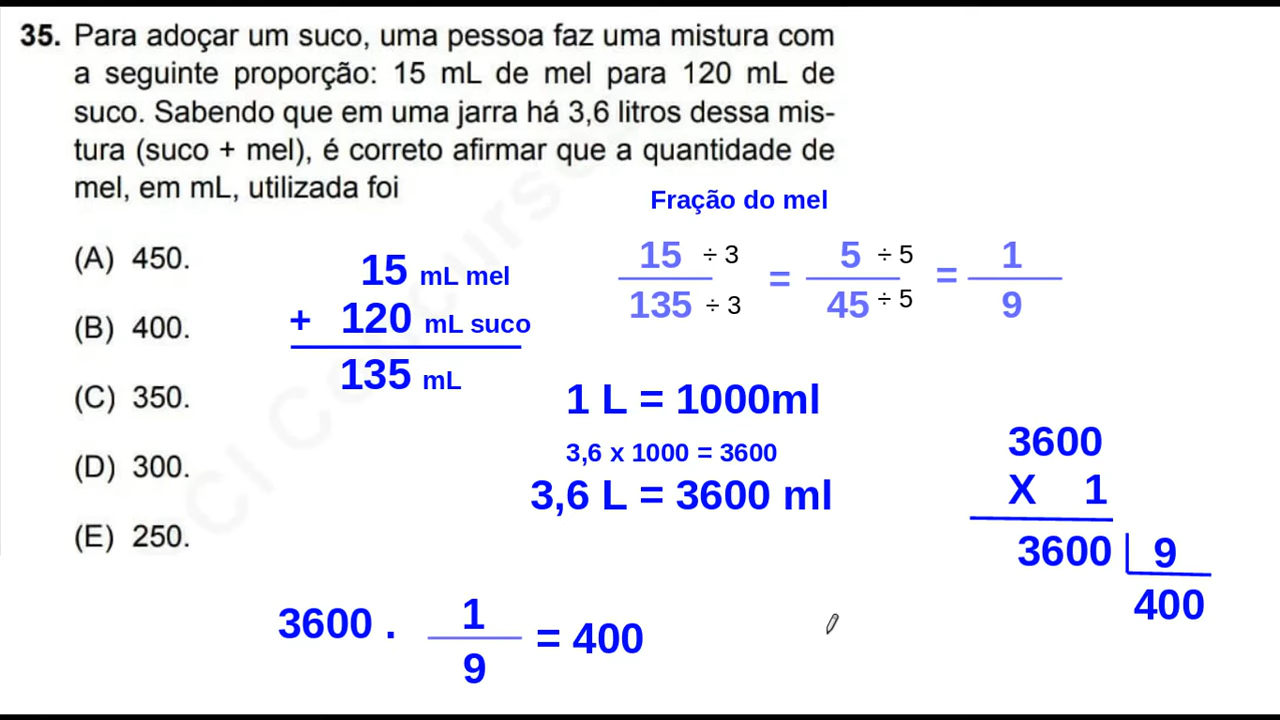 35. Para adoçar um suco, uma pessoa faz uma mistura com
a seguinte proporção: 15 mL de mel para 120 mL de
suco. Sabendo que em uma jarra há 3,6 litros dessa mis-
tura (suco + mel), é correto afirmar que a quantidade de
mel, em mL, utilizada foi
(A) 450.
(B) 400.
(C) 350.
(D) 300.
(E) 250.
15 mL mel
+ 120 mL suco
135 mL
Fração do mel
15 ÷ 3 = 5 ÷ 5 = 1
135 ÷ 3 45 ÷ 5 9
1 L = 1000ml
3,6 x 1000 = 3600
3,6 L = 3600 ml
3600
X 1
3600 9
400
3600 . 1 = 400
9